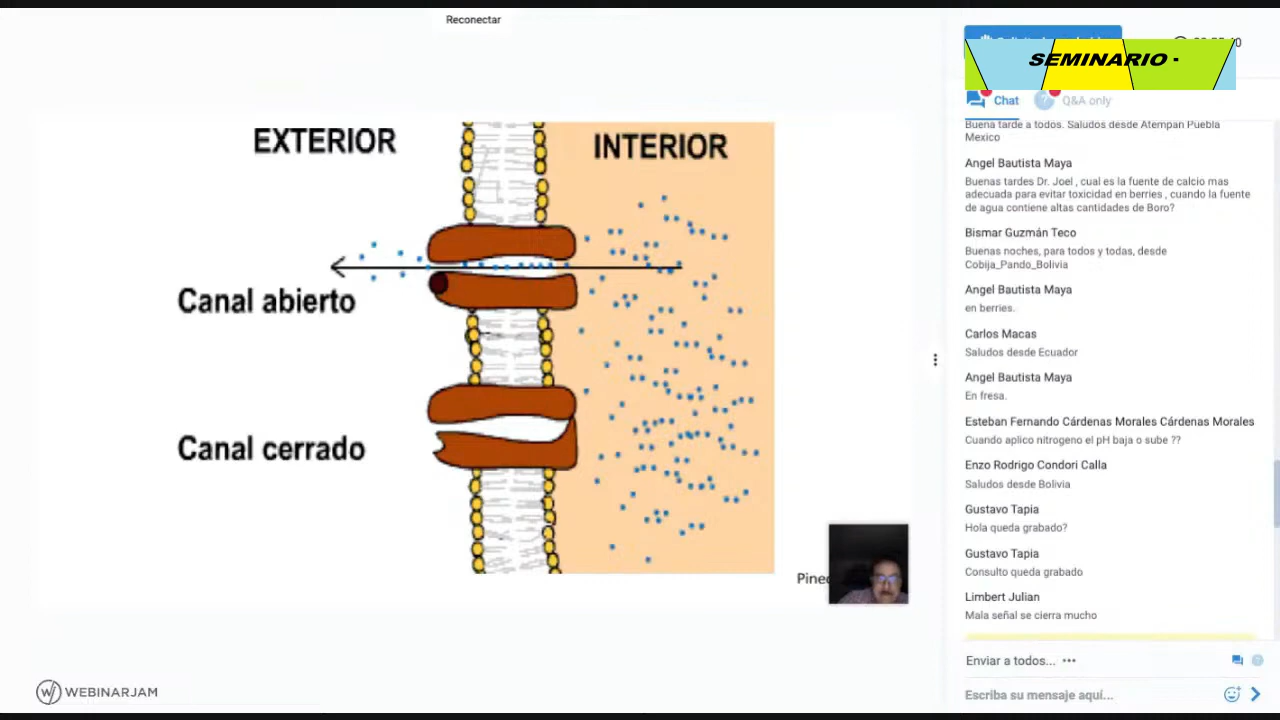 Reconectar
EXTERIOR
INTERIOR
Canal abierto
Canal cerrado
WEBINARJAM
SEMINARIO -
Chat
Q&A only
Buena tarde a todos. Saludos desde Atempan Puebla
Mexico
Angel Bautista Maya
Buenas tardes Dr. Joel , cual es la fuente de calcio mas
adecuada para evitar toxicidad en berries , cuando la fuente
de agua contiene altas cantidades de Boro?
Bismar Guzmán Teco
Buenas noches, para todos y todas, desde
Cobija_Pando_Bolivia
Angel Bautista Maya
en berries.
Carlos Macas
Saludos desde Ecuador
Angel Bautista Maya
En fresa.
Esteban Fernando Cárdenas Morales Cárdenas Morales
Cuando aplico nitrogeno el pH baja o sube ??
Enzo Rodrigo Condori Calla
Saludos desde Bolivia
Gustavo Tapia
Hola queda grabado?
Gustavo Tapia
Consulto queda grabado
Limbert Julian
Mala señal se cierra mucho
Enviar a todos...
Escriba su mensaje aquí...